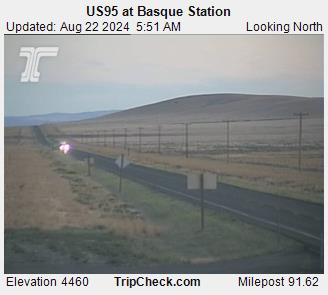 US95 at Basque Station
Updated: Aug 22 2024 5:51 AM Looking North
Elevation 4460 TripCheck.com Milepost 91.62